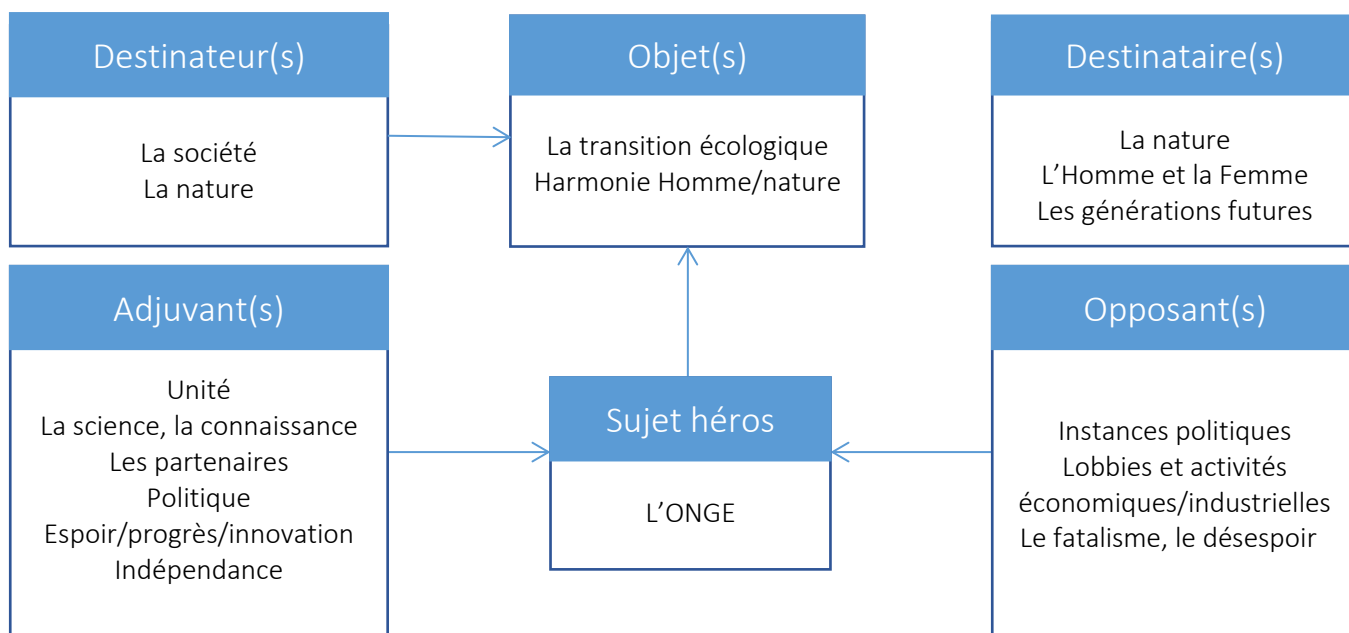 Destinateur(s)
La société
La nature
Objet(s)
La transition écologique
Harmonie Homme/nature
Destinataire(s)
La nature
L’Homme et la Femme
Les générations futures
Adjuvant(s)
Unité
La science, la connaissance
Les partenaires
Politique
Espoir/progrès/innovation
Indépendance
Sujet héros
L’ONGE
Opposant(s)
Instances politiques
Lobbies et activités
économiques/industrielles
Le fatalisme, le désespoir